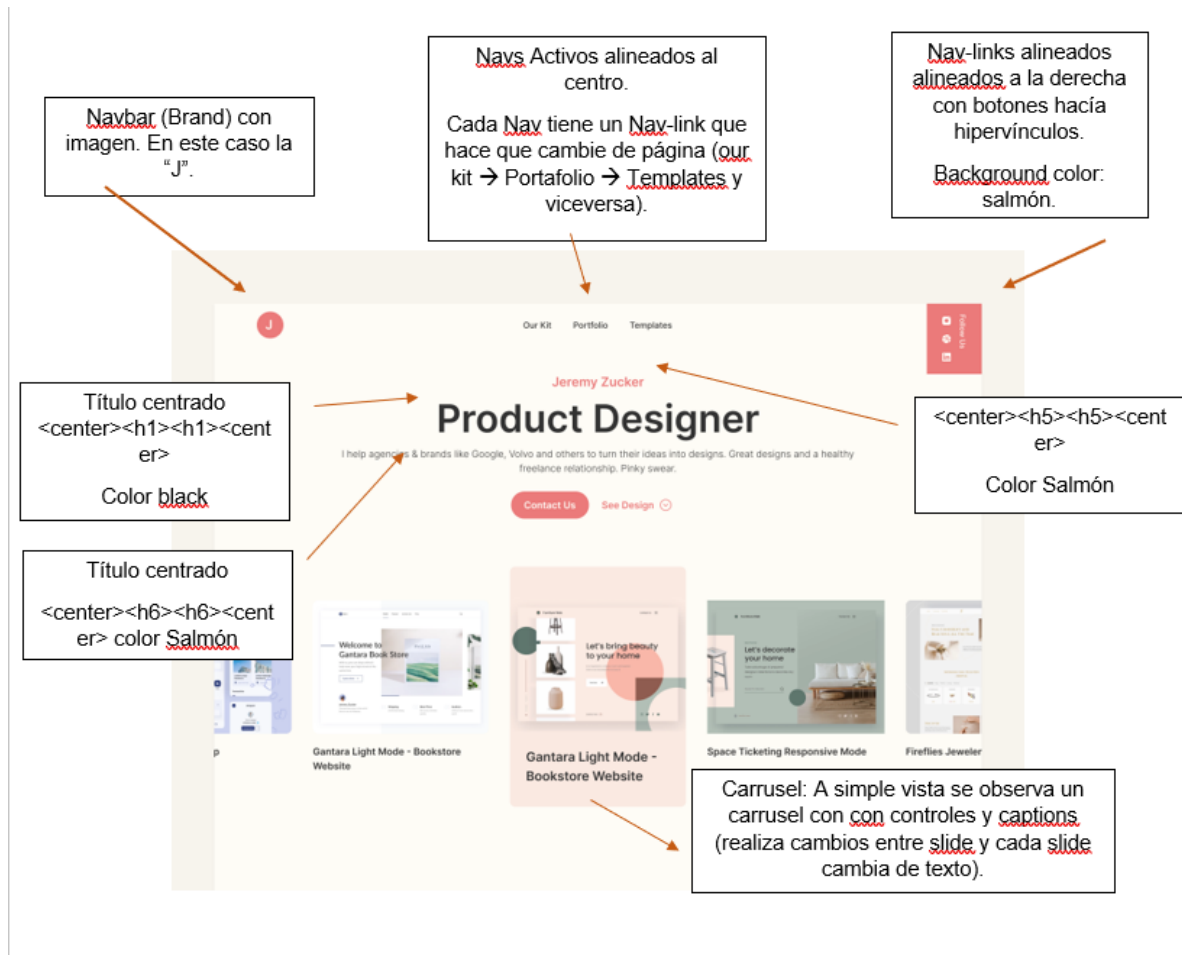 Navs Activos alineados al
centro.
Cada Nav tiene un Nav-link que
hace que cambie de página (our
kit → Portafolio → Templates y
viceversa).
Nav-links alineados
alineados a la derecha
con botones hacía
hipervínculos.
Background color:
salmón.
Navbar (Brand) con
imagen. En este caso la
“J”.
J
Our Kit
Portfolio
Templates
Follow Us
Jeremy Zucker
Product Designer
I help agencies & brands like Google, Volvo and others to turn their ideas into designs. Great designs and a healthy
freelance relationship. Pinky swear.
Contact Us
See Design
Título centrado
<center><h1><h1><cent
er>
Color black
<center><h5><h5><cent
er>
Color Salmón
Título centrado
<center><h6><h6><cent
er> color Salmón
Welcome to
Gantara Book Store
Let's bring beauty
to your home
Let's decorate
your home
p
Gantara Light Mode - Bookstore
Website
Gantara Light Mode -
Bookstore Website
Space Ticketing Responsive Mode
Fireflies Jeweler
Carrusel: A simple vista se observa un
carrusel con con controles y captions
(realiza cambios entre slide y cada slide
cambia de texto).